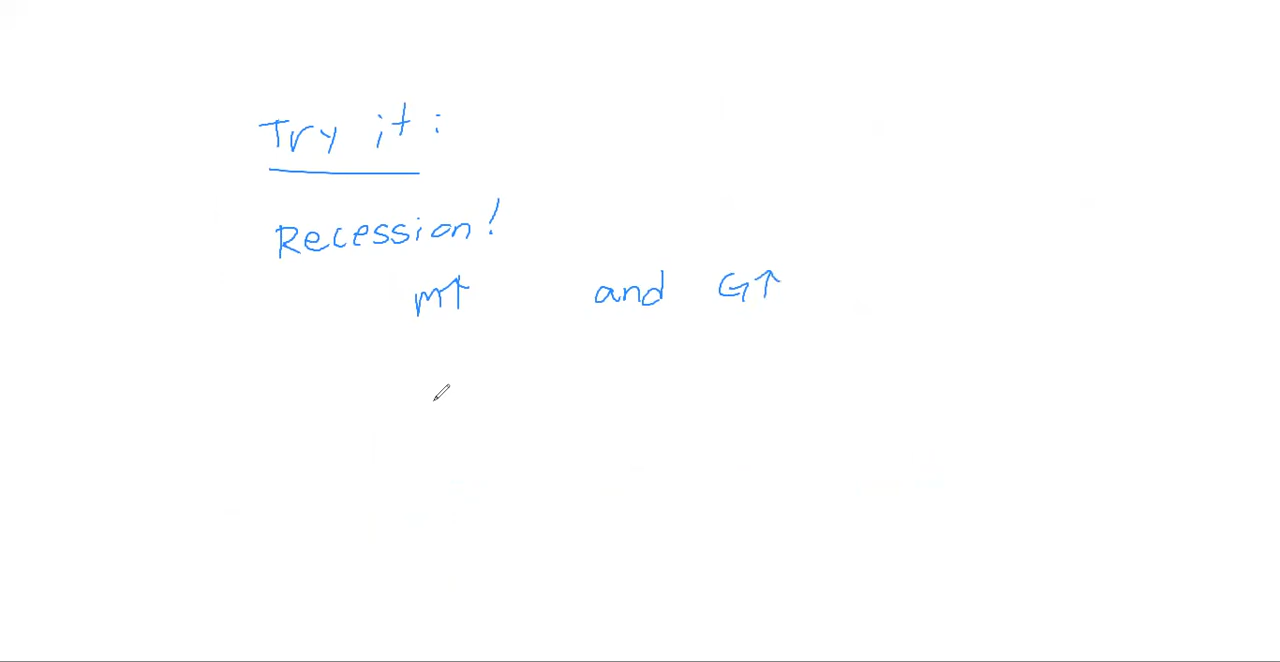 Try it:
Recession!
m↑ and G↑